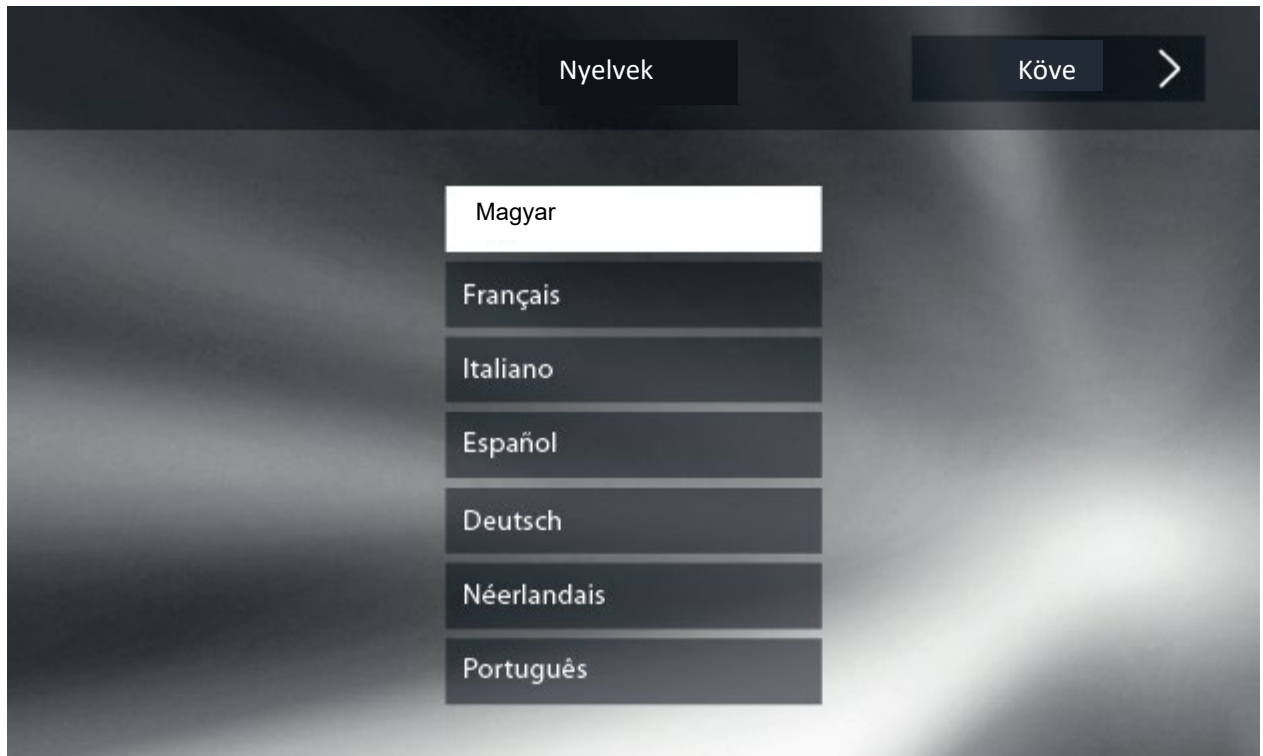 Nyelvek
Köve
Magyar
Français
Italiano
Español
Deutsch
Néerlandais
Português